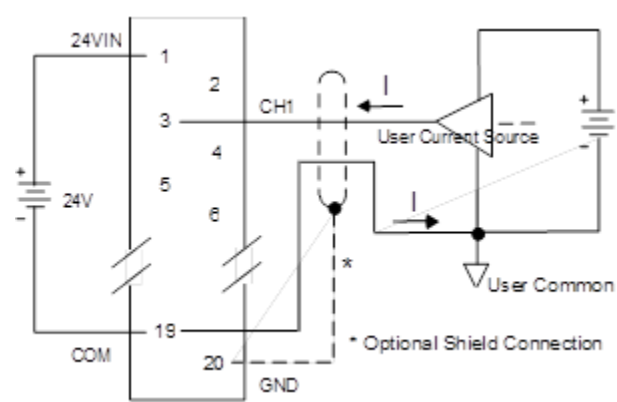 24VIN
1
2
+
I
+
CH1
3
User Current Source
4
-
+
5
24V
6
-
I
*
User Common
19
* Optional Shield Connection
COM
20
GND